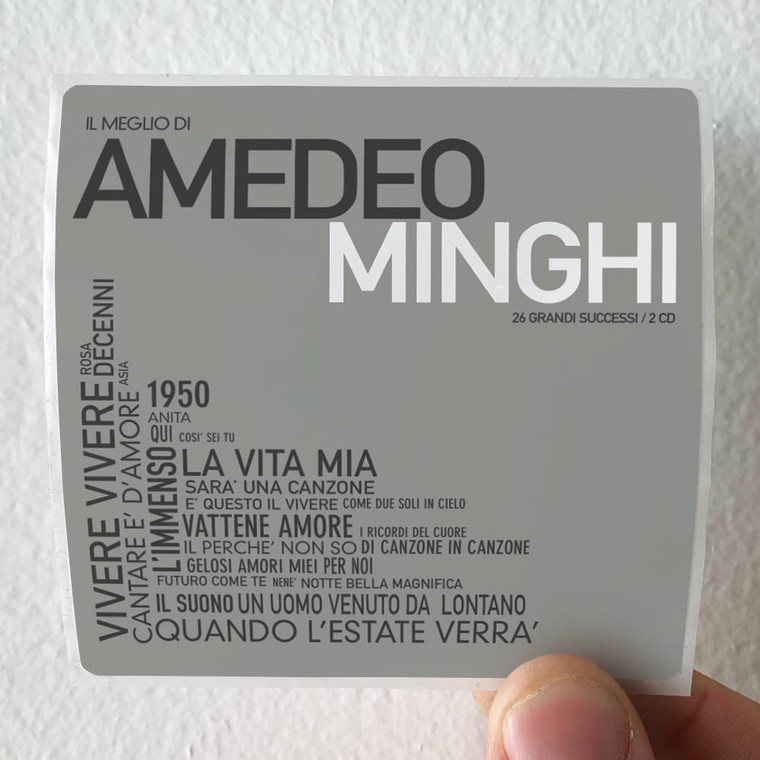 IL MEGLIO DI
AMEDEO
MINGHI
26 GRANDI SUCCESSI / 2 CD
VIVERE VIVERE
ROSA
DECENNI
CANTARE E' D'AMORE
ASIA
1950
ANITA
QUI COSI' SEI TU
L'IMMENSO
LA VITA MIA
SARA' UNA CANZONE
E' QUESTO IL VIVERE COME DUE SOLI IN CIELO
VATTENE AMORE I RICORDI DEL CUORE
IL PERCHE' NON SO DI CANZONE IN CANZONE
GELOSI AMORI MIEI PER NOI
FUTURO COME TE NENE' NOTTE BELLA MAGNIFICA
IL SUONO UN UOMO VENUTO DA LONTANO
QUANDO L'ESTATE VERRA'